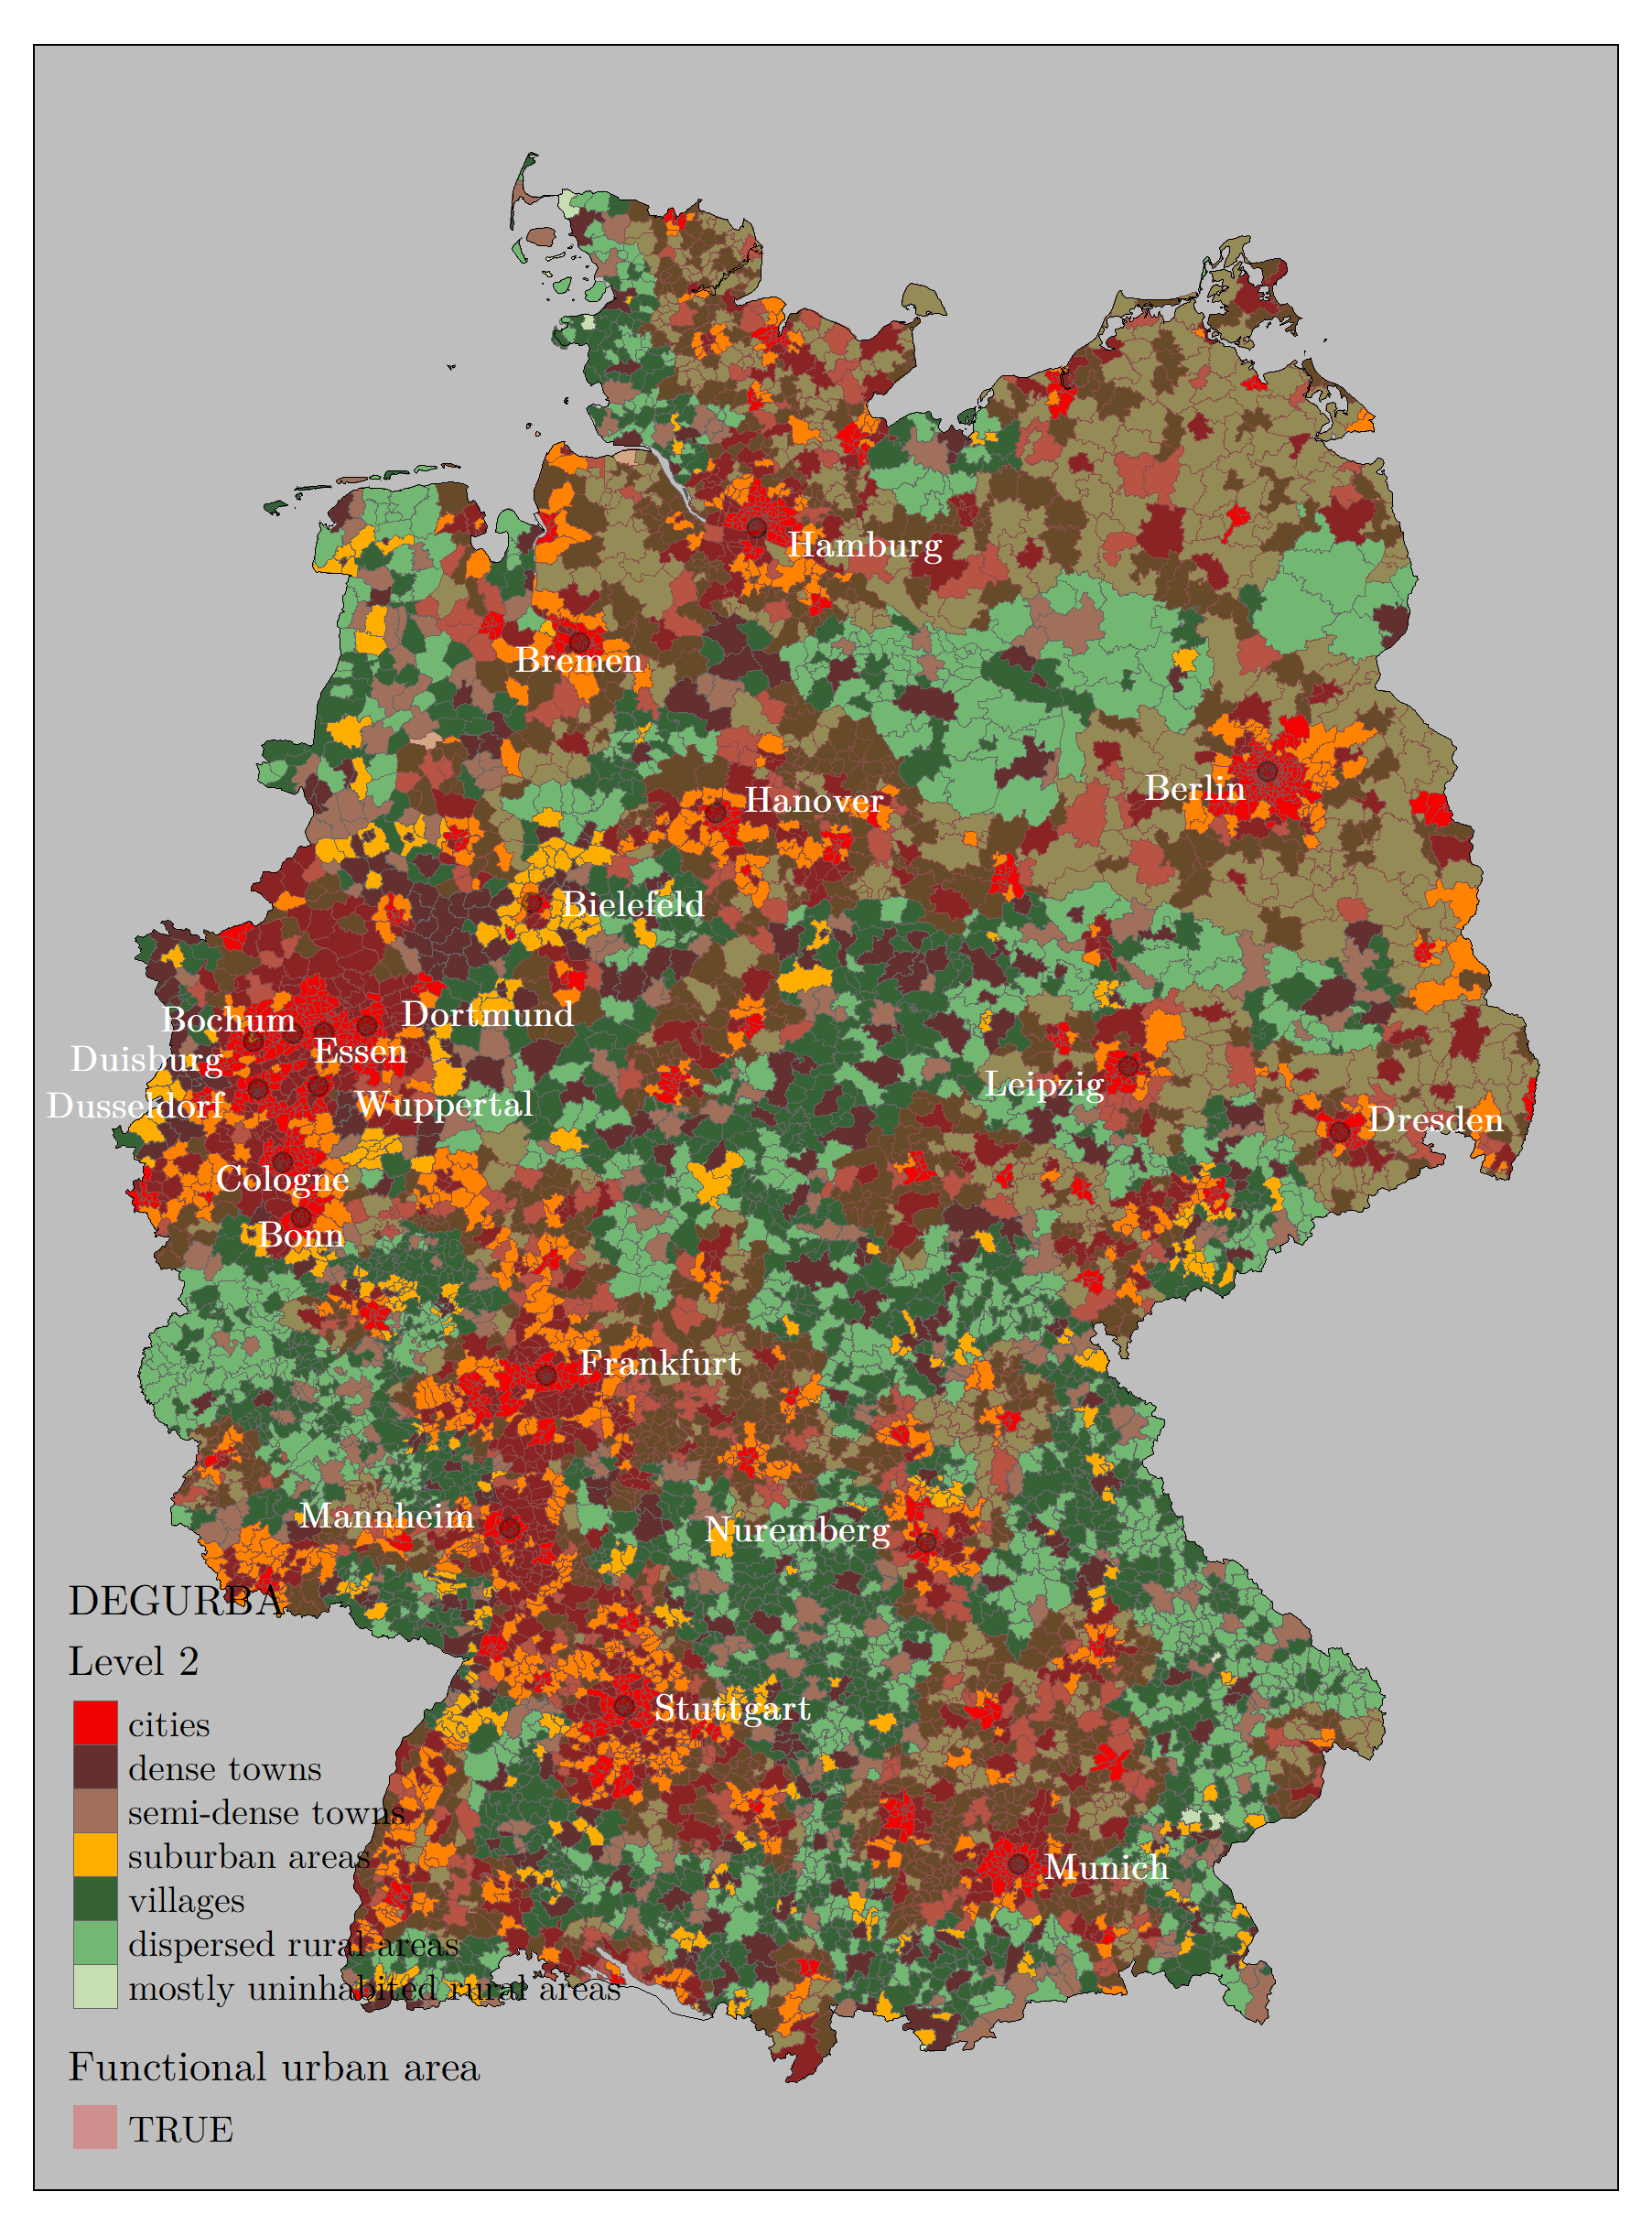 Hamburg
Bremen
Hanover
Berlin
Bielefeld
Bochum
Dortmund
Duisburg
Essen
Dusseldorf
Wuppertal
Leipzig
Dresden
Cologne
Bonn
Frankfurt
Mannheim
Nuremberg
Stuttgart
Munich
DEGURBA
Level 2
cities
dense towns
semi-dense towns
suburban areas
villages
dispersed rural areas
mostly uninhabited rural areas
Functional urban area
TRUE